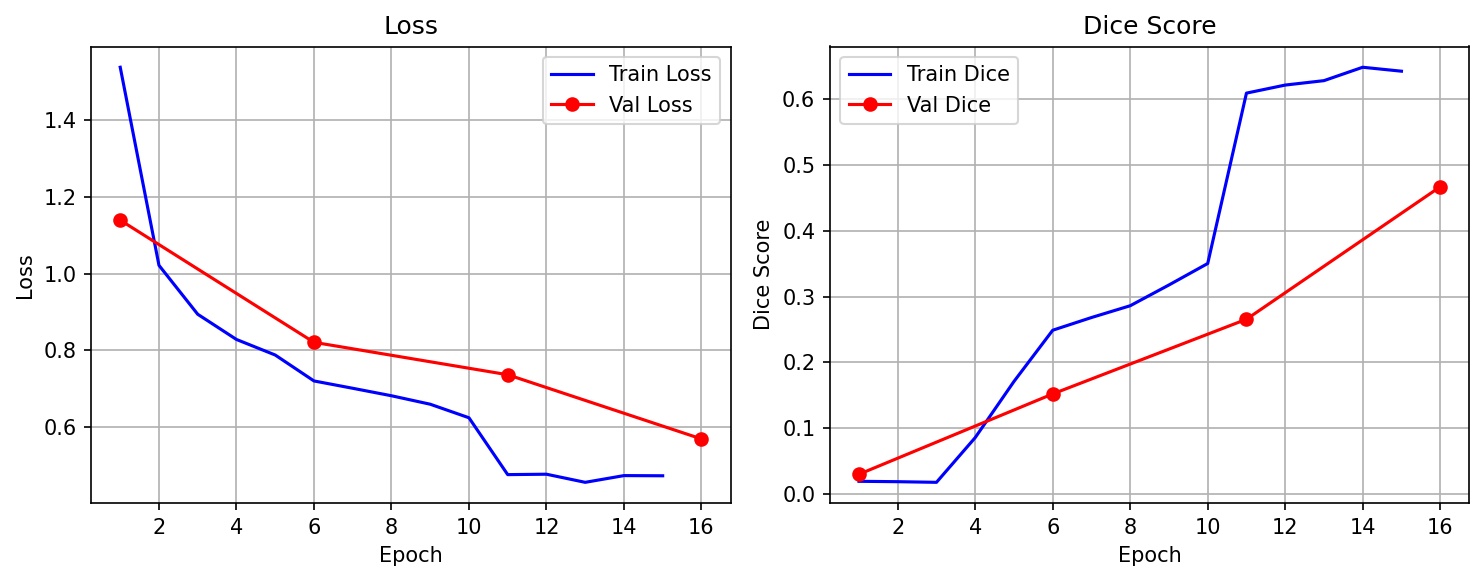 Loss
Train Loss
Val Loss
1.4
1.2
1.0
0.8
0.6
Loss
2 4 6 8 10 12 14 16
Epoch
Dice Score
Train Dice
Val Dice
0.6
0.5
0.4
0.3
0.2
0.1
0.0
Dice Score
2 4 6 8 10 12 14 16
Epoch